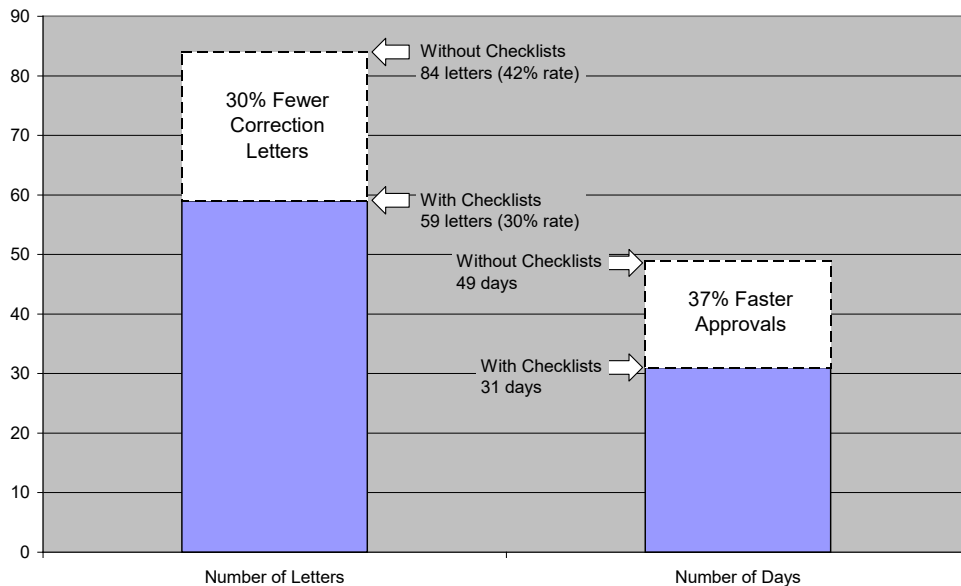 90
80
70
60
50
40
30
20
10
0
Without Checklists
84 letters (42% rate)
30% Fewer
Correction
Letters
With Checklists
59 letters (30% rate)
Without Checklists
49 days
37% Faster
Approvals
With Checklists
31 days
Number of Letters
Number of Days